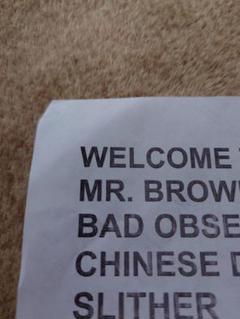 WELCOME
MR. BROW
BAD OBSE
CHINESE
SLITHER